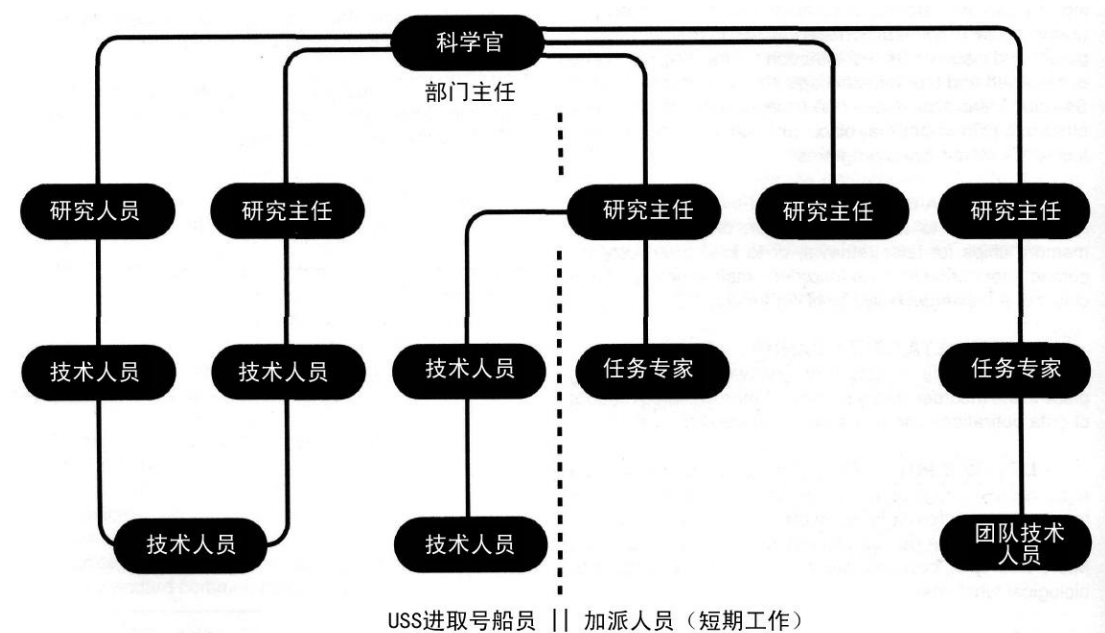 科学官
部门主任
研究人员
研究主任
研究主任
研究主任
研究主任
技术人员
技术人员
技术人员
任务专家
任务专家
技术人员
技术人员
团队技术
人员
USS进取号船员 || 加派人员（短期工作）